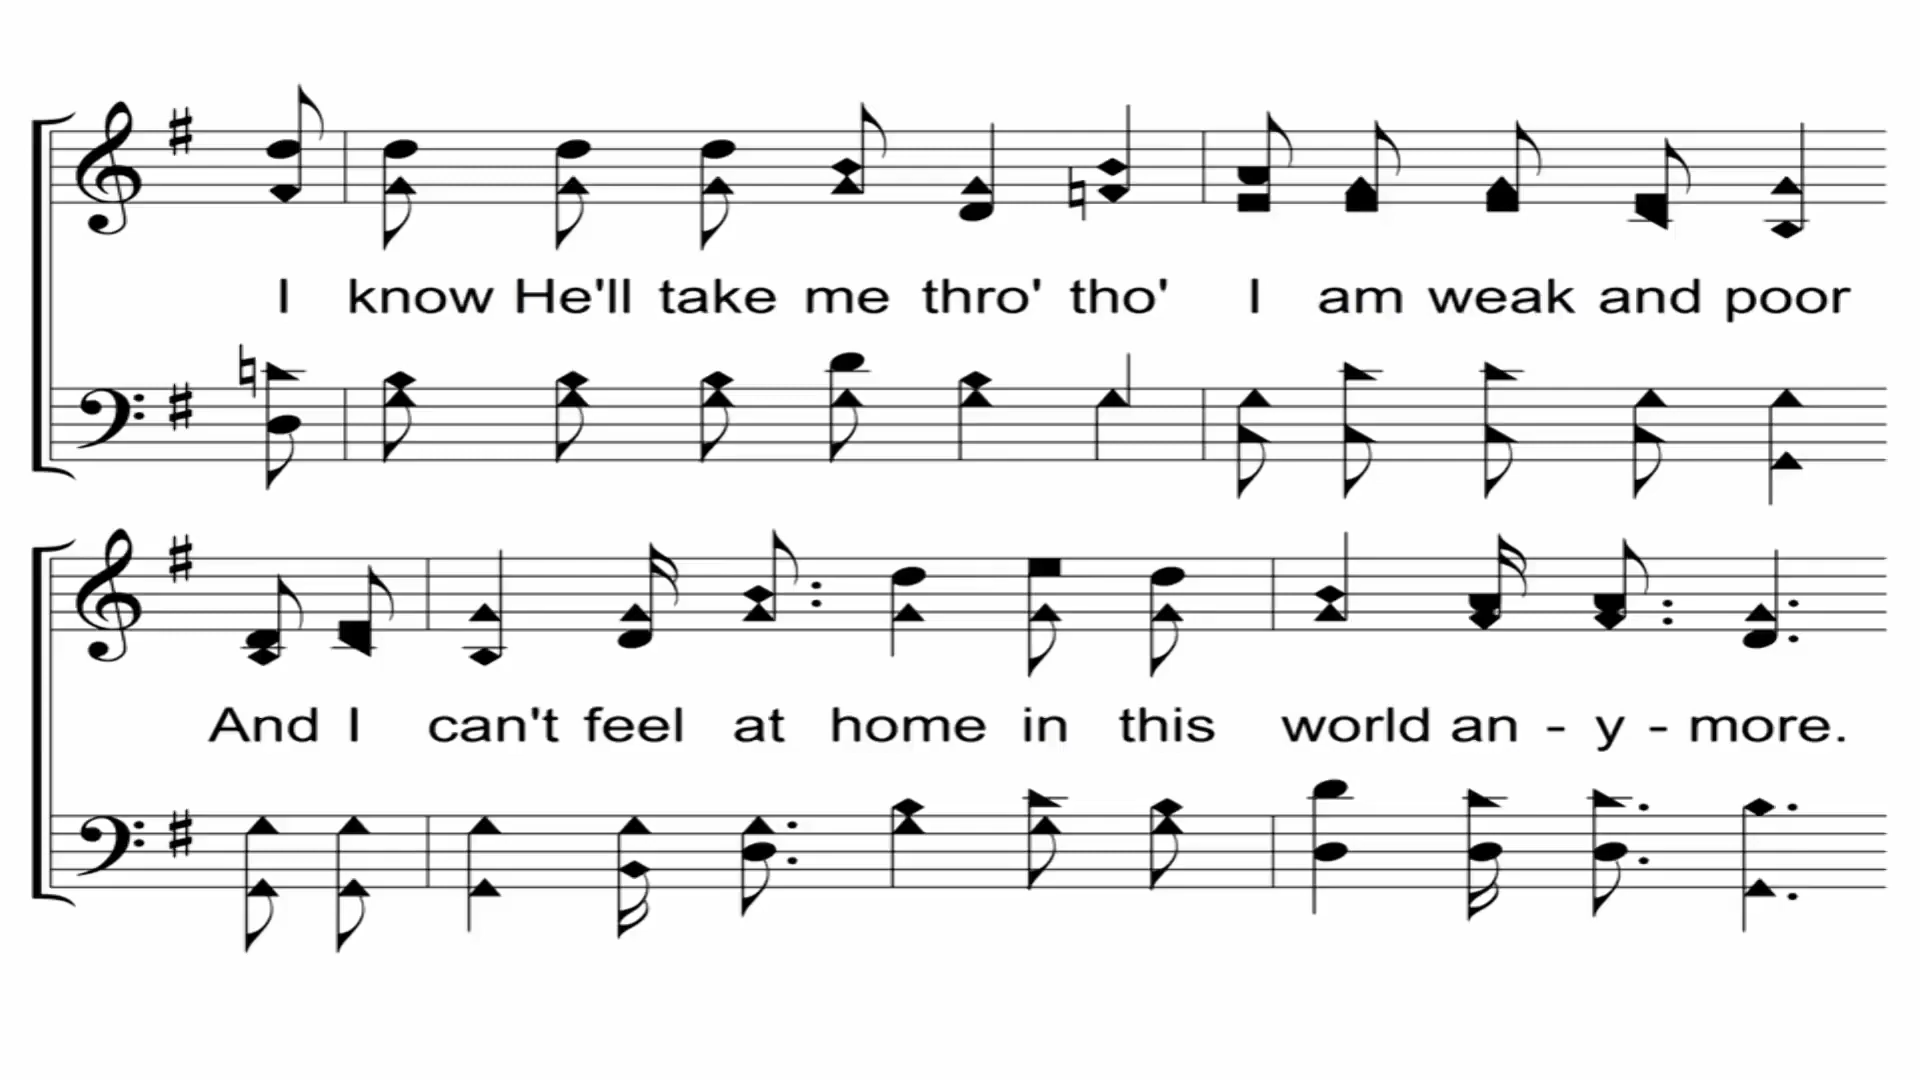 I know He'll take me thro' tho' I am weak and poor
And I can't feel at home in this world an - y - more.